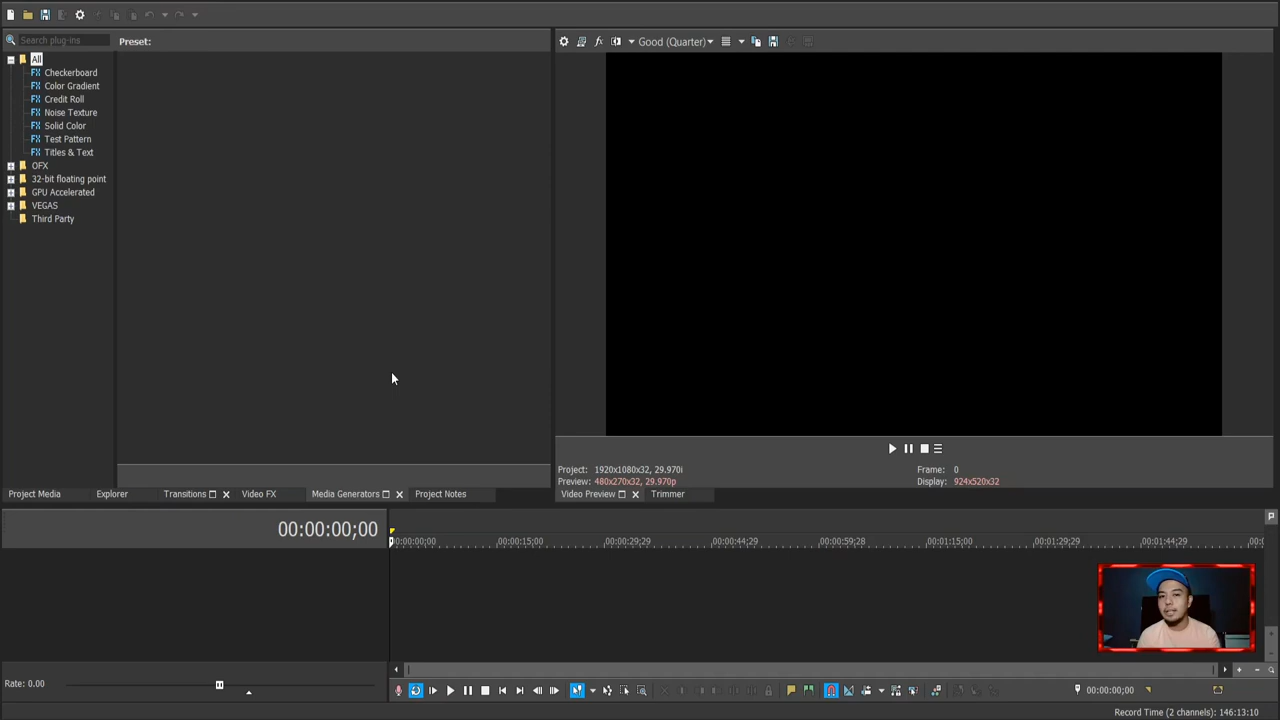 Search plug-ins
Preset:
Good (Quarter)
All
Checkerboard
Color Gradient
Credit Roll
Noise Texture
Solid Color
Test Pattern
Titles & Text
OFX
32-bit floating point
GPU Accelerated
VEGAS
Third Party
Project: 1920x1080x32, 29.970i
Frame: 0
Preview: 480x270x32, 29.970p
Display: 924x520x32
Project Media
Explorer
Transitions
Video FX
Media Generators
Project Notes
Video Preview
Trimmer
00:00:00;00
00:00:00;00
00:00:15;00
00:00:29;29
00:00:44;29
00:00:59;28
00:01:15;00
00:01:29;29
00:01:44;29
Rate: 0.00
00:00:00;00
Record Time (2 channels): 146:13:10